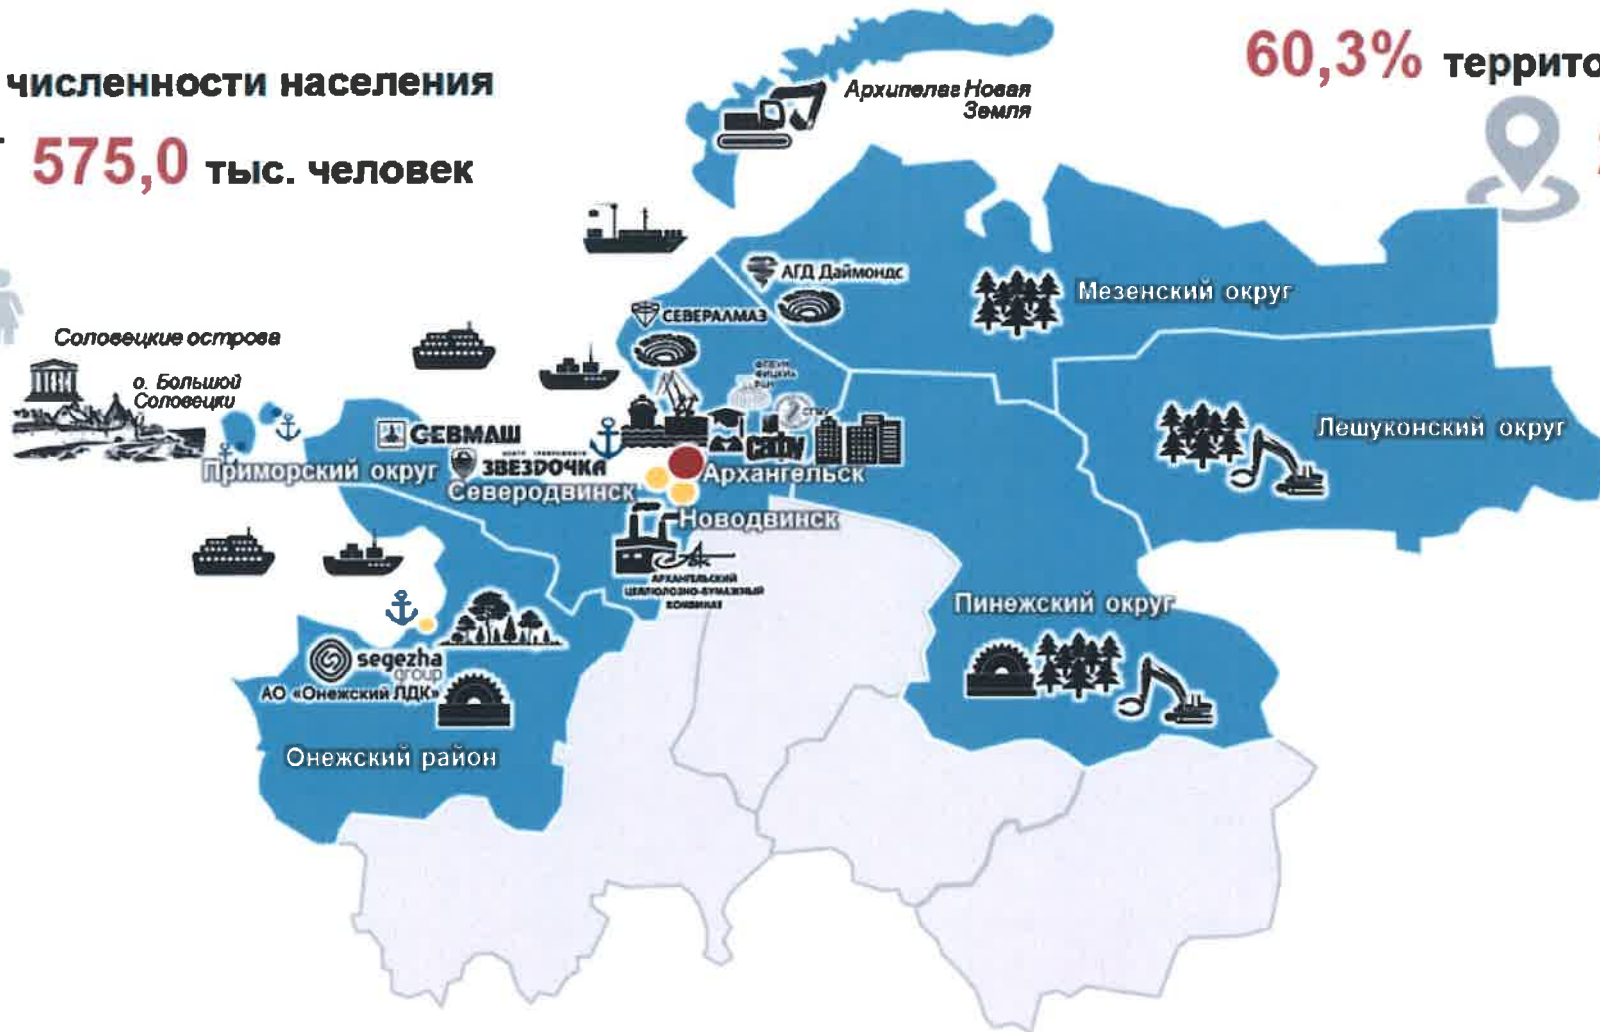 численности населения
60,3% террито
575,0 тыс. человек
Архипелаг Новая
Земля
АГД Даймондс
Мезенский округ
СЕВЕРАЛМАЗ
Соловецкие острова
о. Большой
Соловецки
Лешуконский округ
СЕВМАШ
ЗВЕЗДОЧКА
сафу
Приморский округ
Архангельск
Северодвинск
Новодвинск
АРХАНГЕЛЬСКИЙ
ЦЕЛЛЮЛОЗНО-БУМАЖНЫЙ
КОМБИНАТ
Пинежский округ
segezha
group
АО «Онежский ЛДК»
Онежский район